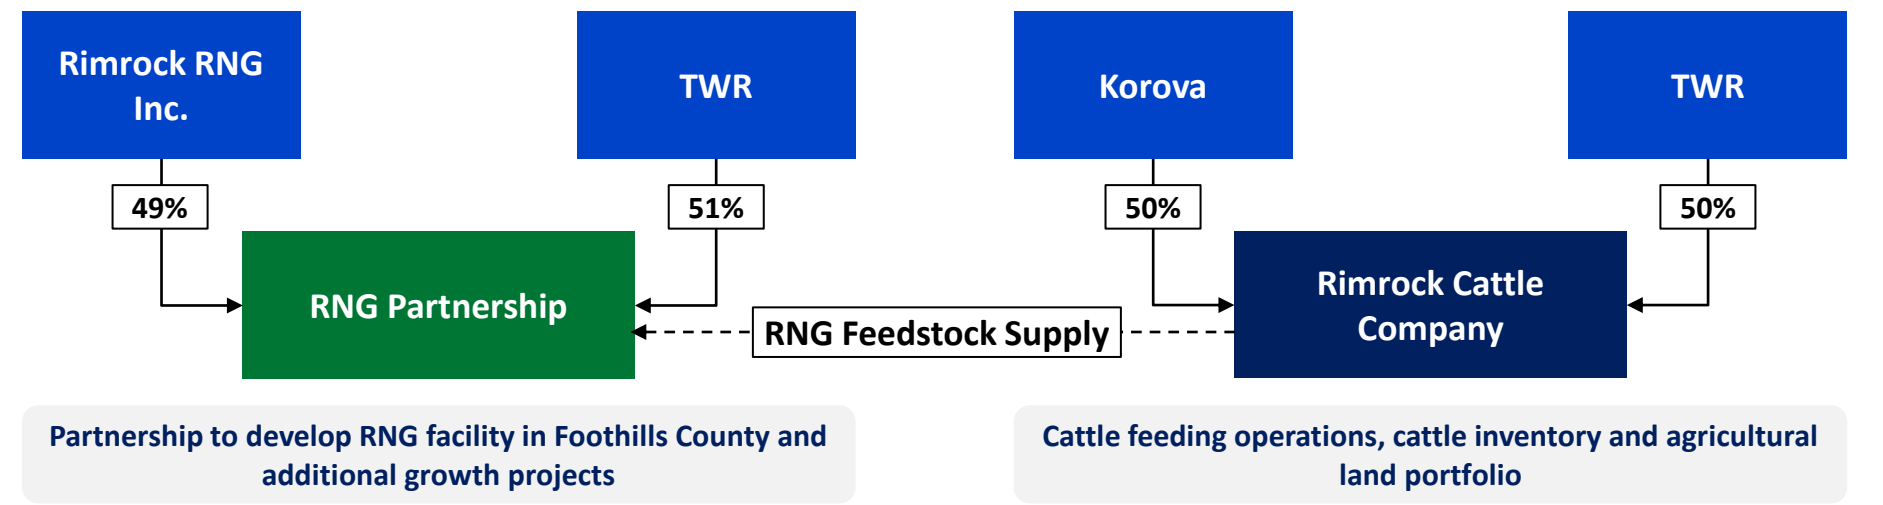 Rimrock RNG
Inc.
TWR
Korova
TWR
49%
51%
50%
50%
RNG Partnership
Rimrock Cattle
Company
RNG Feedstock Supply
Partnership to develop RNG facility in Foothills County and
additional growth projects
Cattle feeding operations, cattle inventory and agricultural
land portfolio